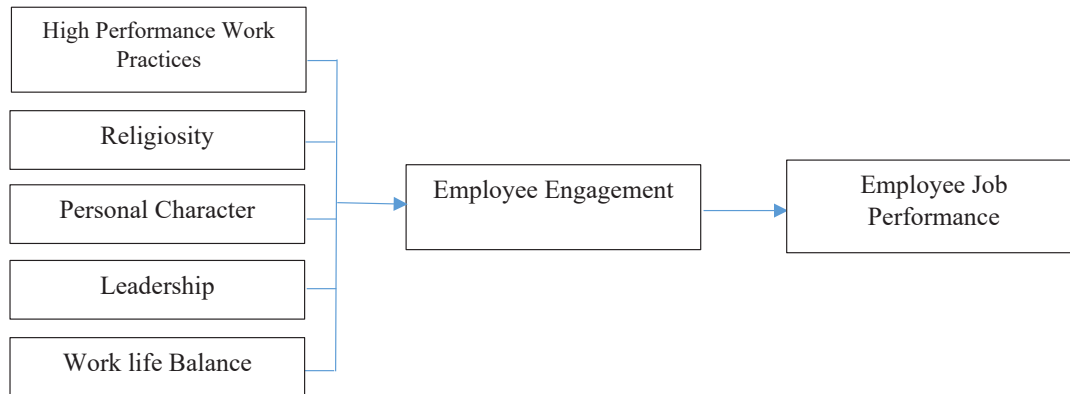 High Performance Work
Practices
Religiosity
Personal Character
Leadership
Work life Balance
Employee Engagement
Employee Job
Performance